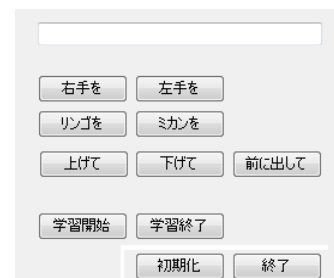 右手を 左手を
リンゴを ミカンを
上げて 下げて 前に出して
学習開始 学習終了
初期化 終了